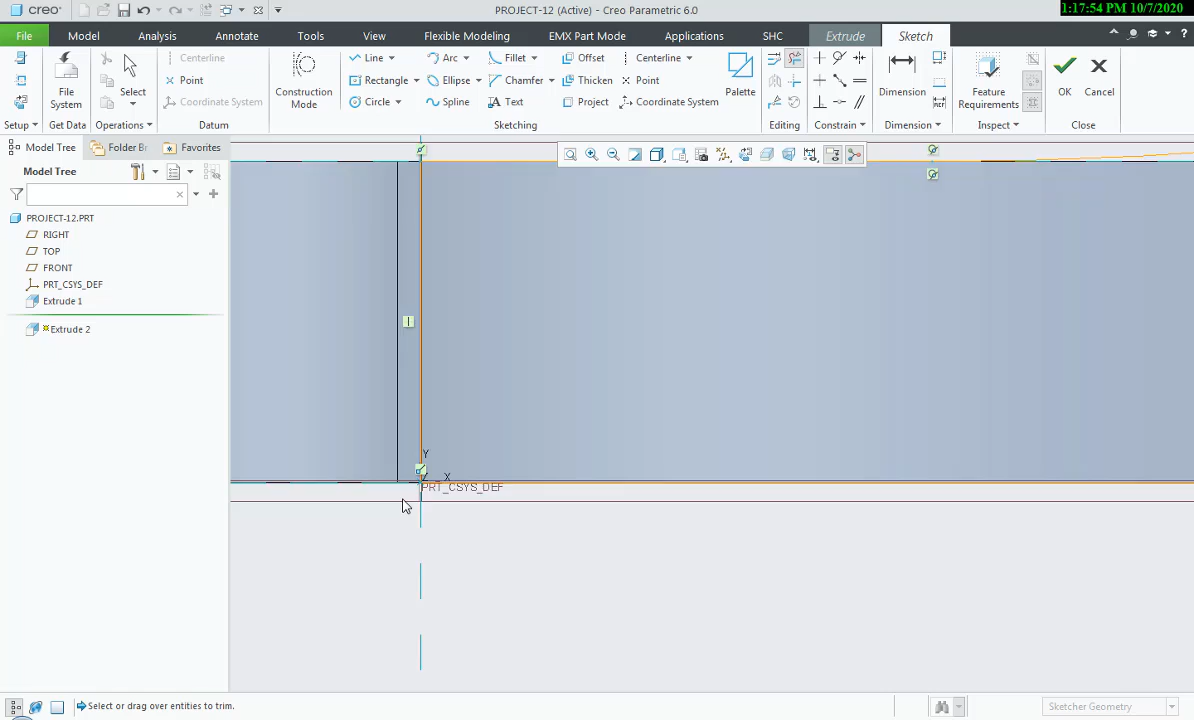 creo PROJECT-12 (Active) - Creo Parametric 6.0 1:17:54 PM 10/7/2020
File Model Analysis Annotate Tools View Flexible Modeling EMX Part Mode Applications SHC Extrude Sketch
Centerline Line Arc Fillet Offset Centerline
Point Rectangle Ellipse Chamfer Thicken Point
File System Select Coordinate System Construction Mode Circle Spline Text Project Coordinate System Palette Dimension Feature Requirements OK Cancel
Setup Get Data Operations Datum Sketching Editing Constrain Dimension Inspect Close
Model Tree Folder Br Favorites
Model Tree
PROJECT-12.PRT
RIGHT
TOP
FRONT
PRT_CSYS_DEF
Extrude 1
Extrude 2
Y
Z X
PRT_CSYS_DEF
Select or drag over entities to trim.
Sketcher Geometry